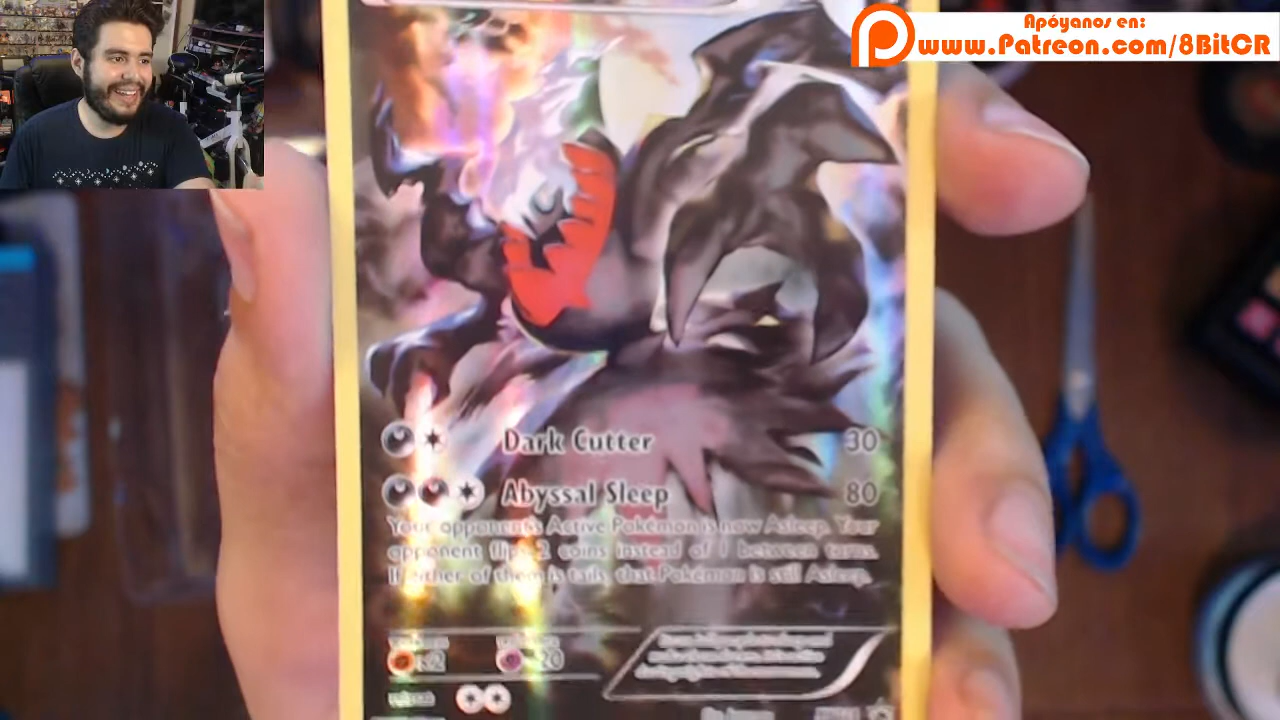 Apóyanos en:
www.Patreon.com/8BitCR
Dark Cutter 30
Abyssal Sleep 80
Your opponent's Active Pokémon is now Asleep. Your
opponent flips 2 coins instead of 1 between turns.
If either of them is tails, that Pokémon is still Asleep.
×2
-20